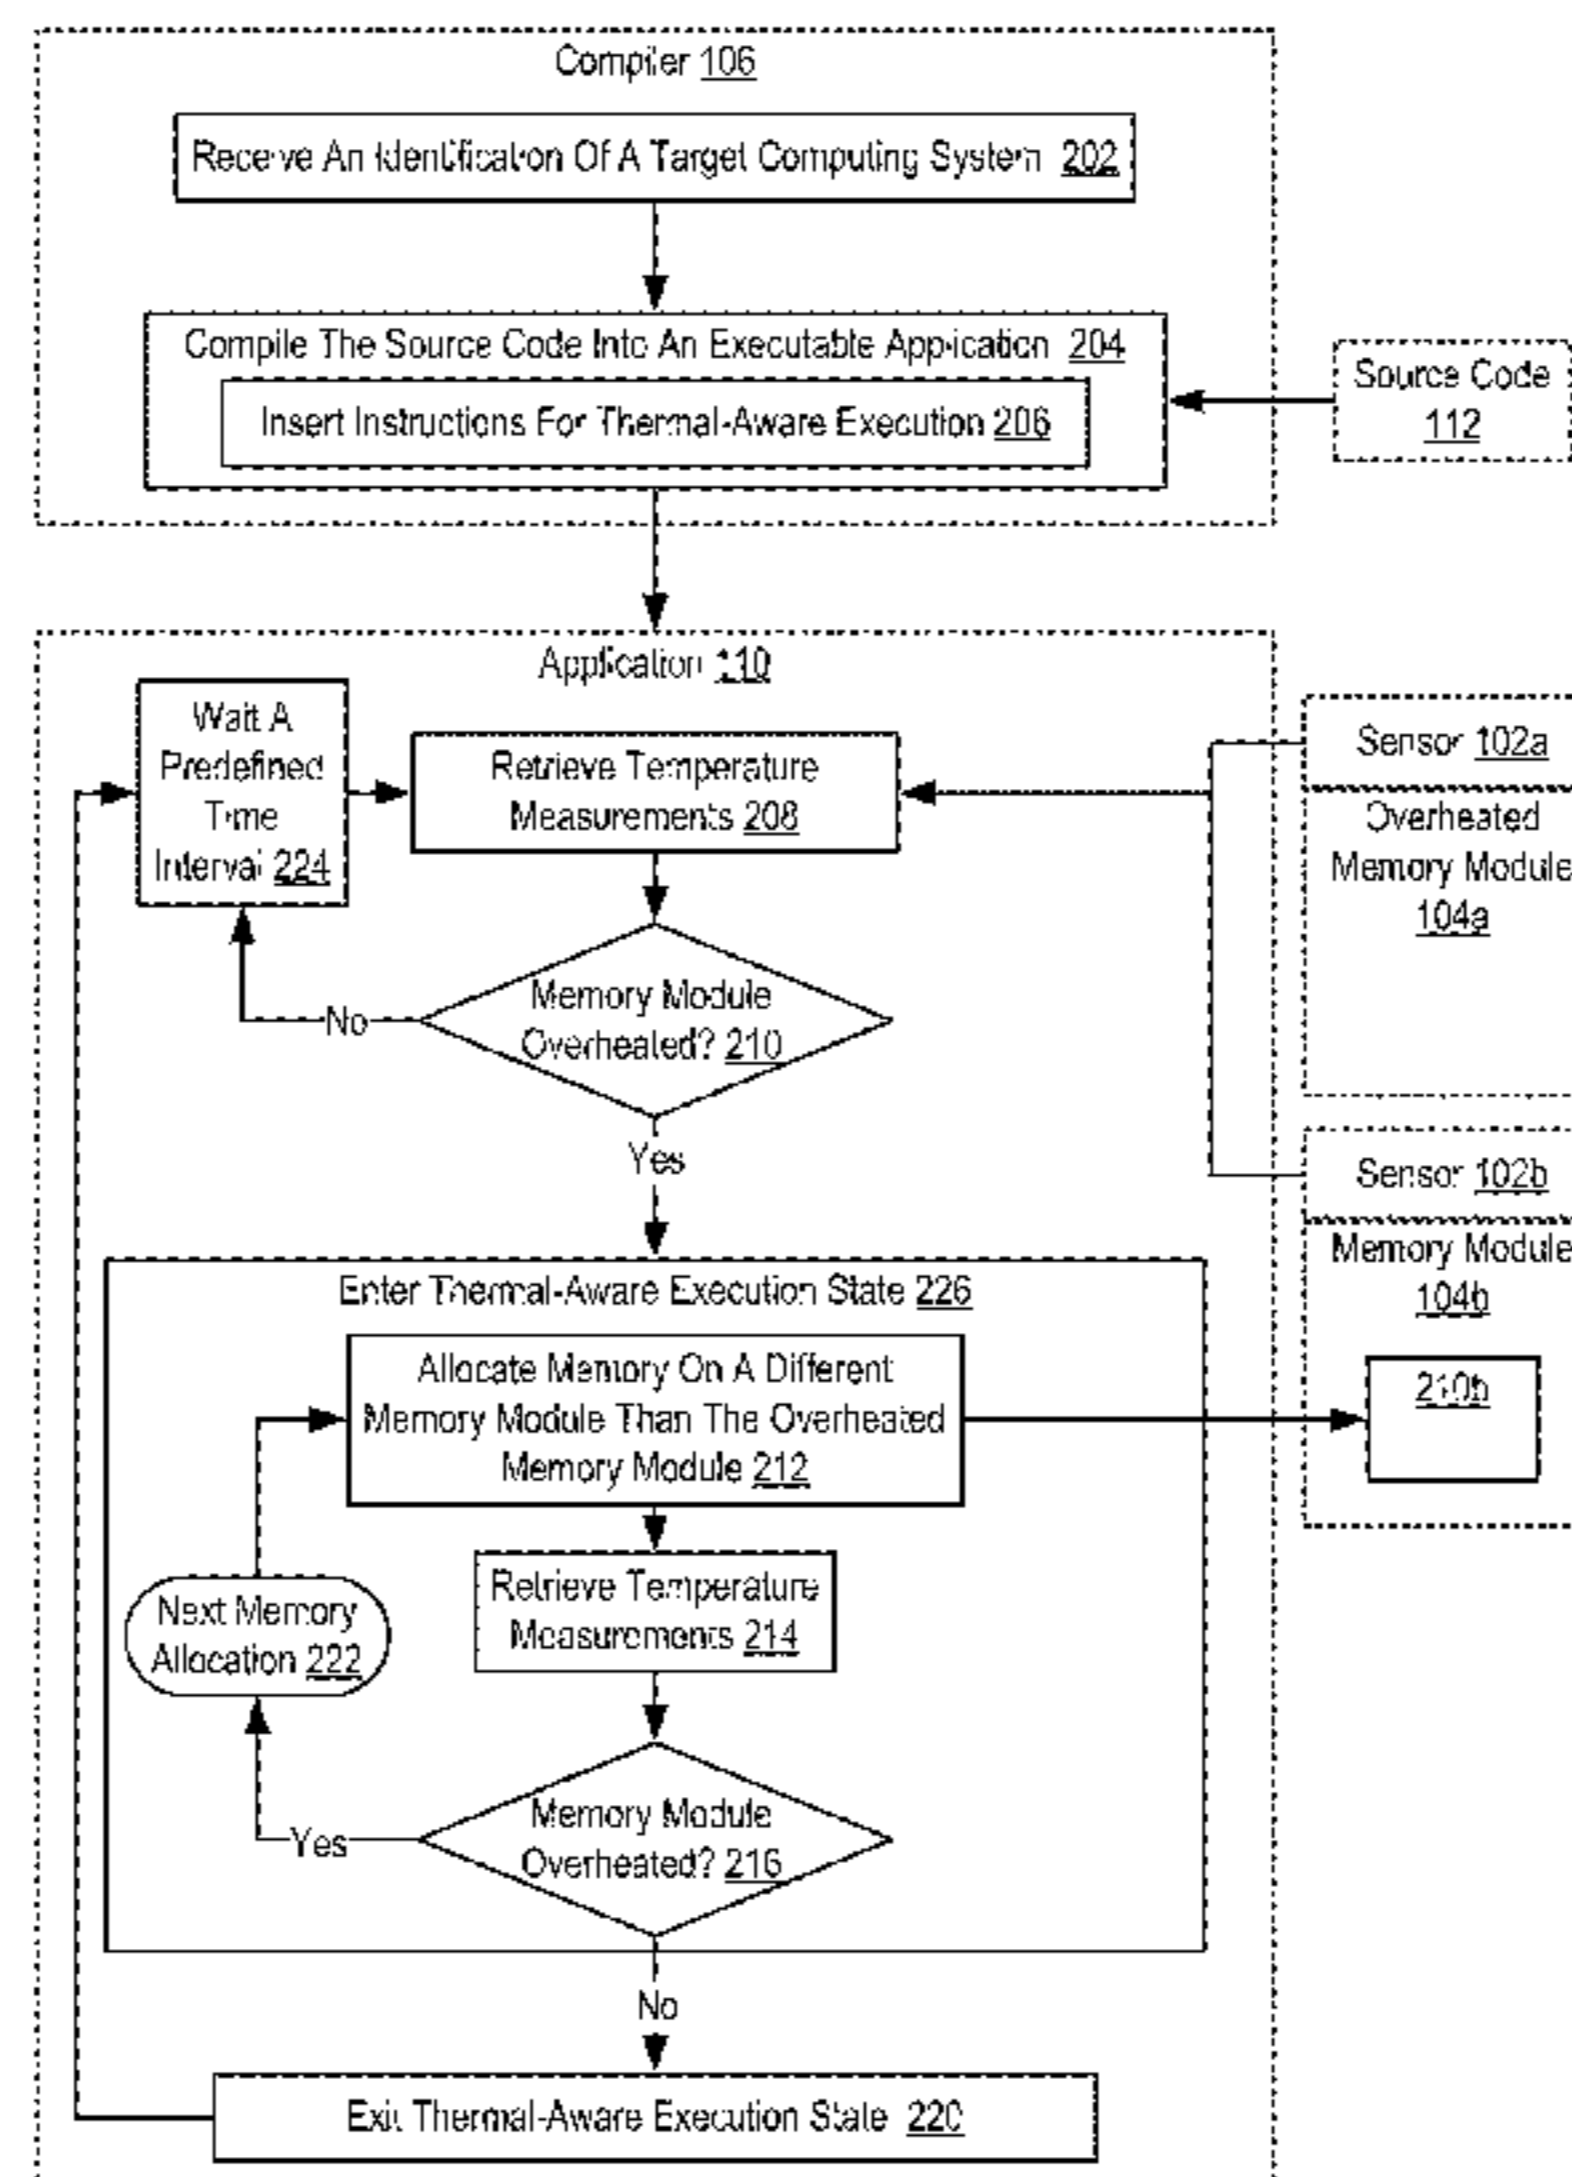 Compiler 106
Receive An Identification Of A Target Computing System 202
Compile The Source Code Into An Executable Application 204
Insert Instructions For Thermal-Aware Execution 206
Source Code
112
Application 110
Wait A
Predefined
Time
Interval 224
Retrieve Temperature
Measurements 208
Sensor 102a
Overheated
Memory Module
104a
Memory Module
Overheated? 210
No
Yes
Sensor 102b
Memory Module
104b
210b
Enter Thermal-Aware Execution State 226
Allocate Memory On A Different
Memory Module Than The Overheated
Memory Module 212
Retrieve Temperature
Measurements 214
Next Memory
Allocation 222
Memory Module
Overheated? 216
Yes
No
Exit Thermal-Aware Execution State 220